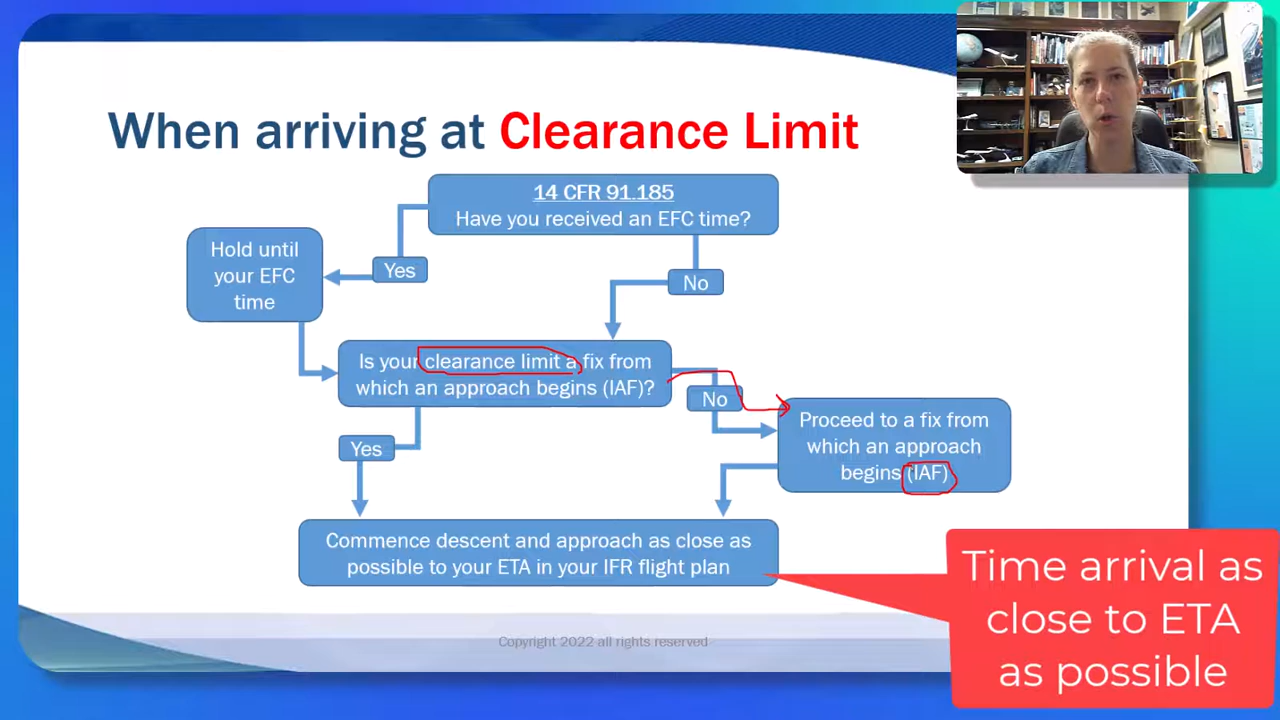 When arriving at Clearance Limit
14 CFR 91.185
Have you received an EFC time?
Hold until
your EFC
time
Yes
No
Is your clearance limit a fix from
which an approach begins (IAF)?
No
Proceed to a fix from
which an approach
begins (IAF)
Yes
Commence descent and approach as close as
possible to your ETA in your IFR flight plan
Time arrival as
close to ETA
as possible
Copyright 2022 all rights reserved